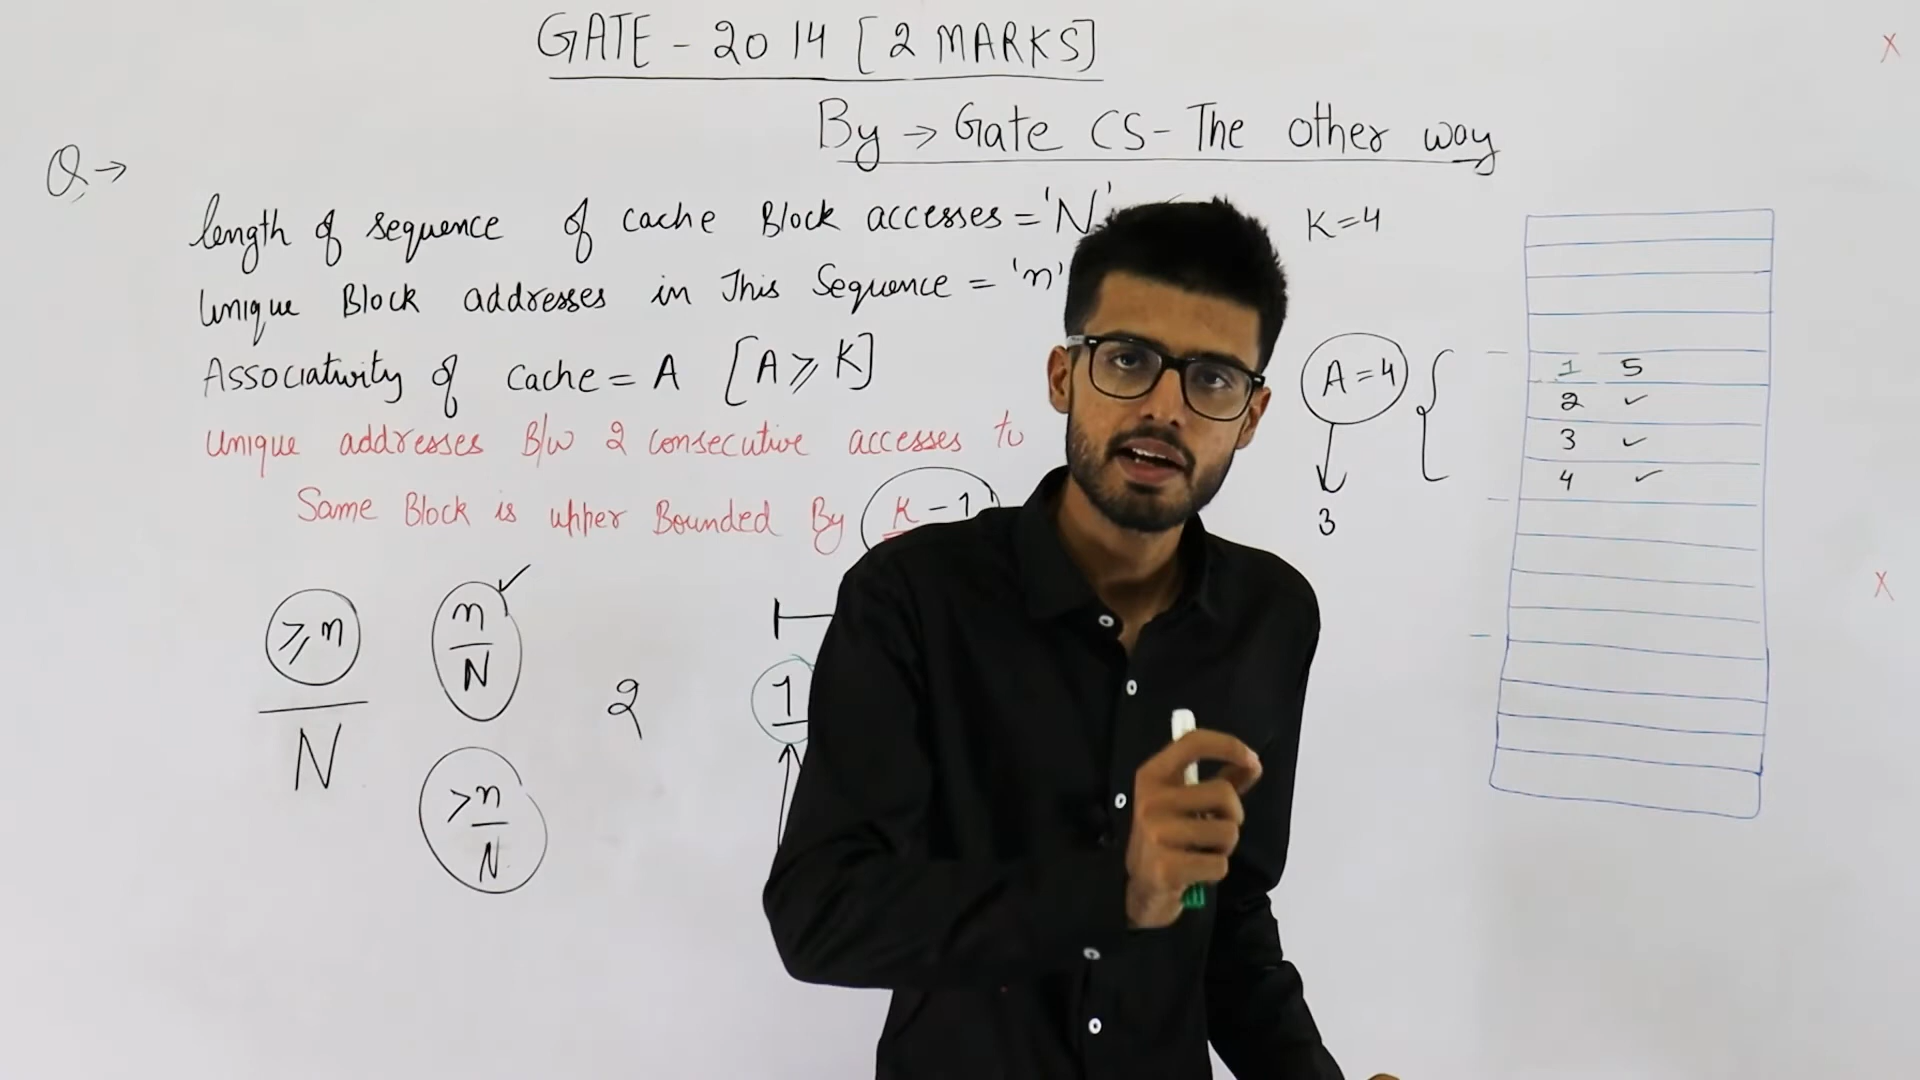 GATE - 2014 [2 MARKS]
By → Gate CS - The other way
Q →
length of sequence of cache Block accesses = 'N'
K=4
Unique Block addresses in This Sequence = 'n'
Associativity of cache = A [A ⩾ K]
A=4
3
unique addresses B/w 2 consecutive accesses to
Same Block is upper Bounded By K-1
⩾n
N
n
N
>n
N
2
1
1 5
2 ✓
3 ✓
4 ✓
X
X